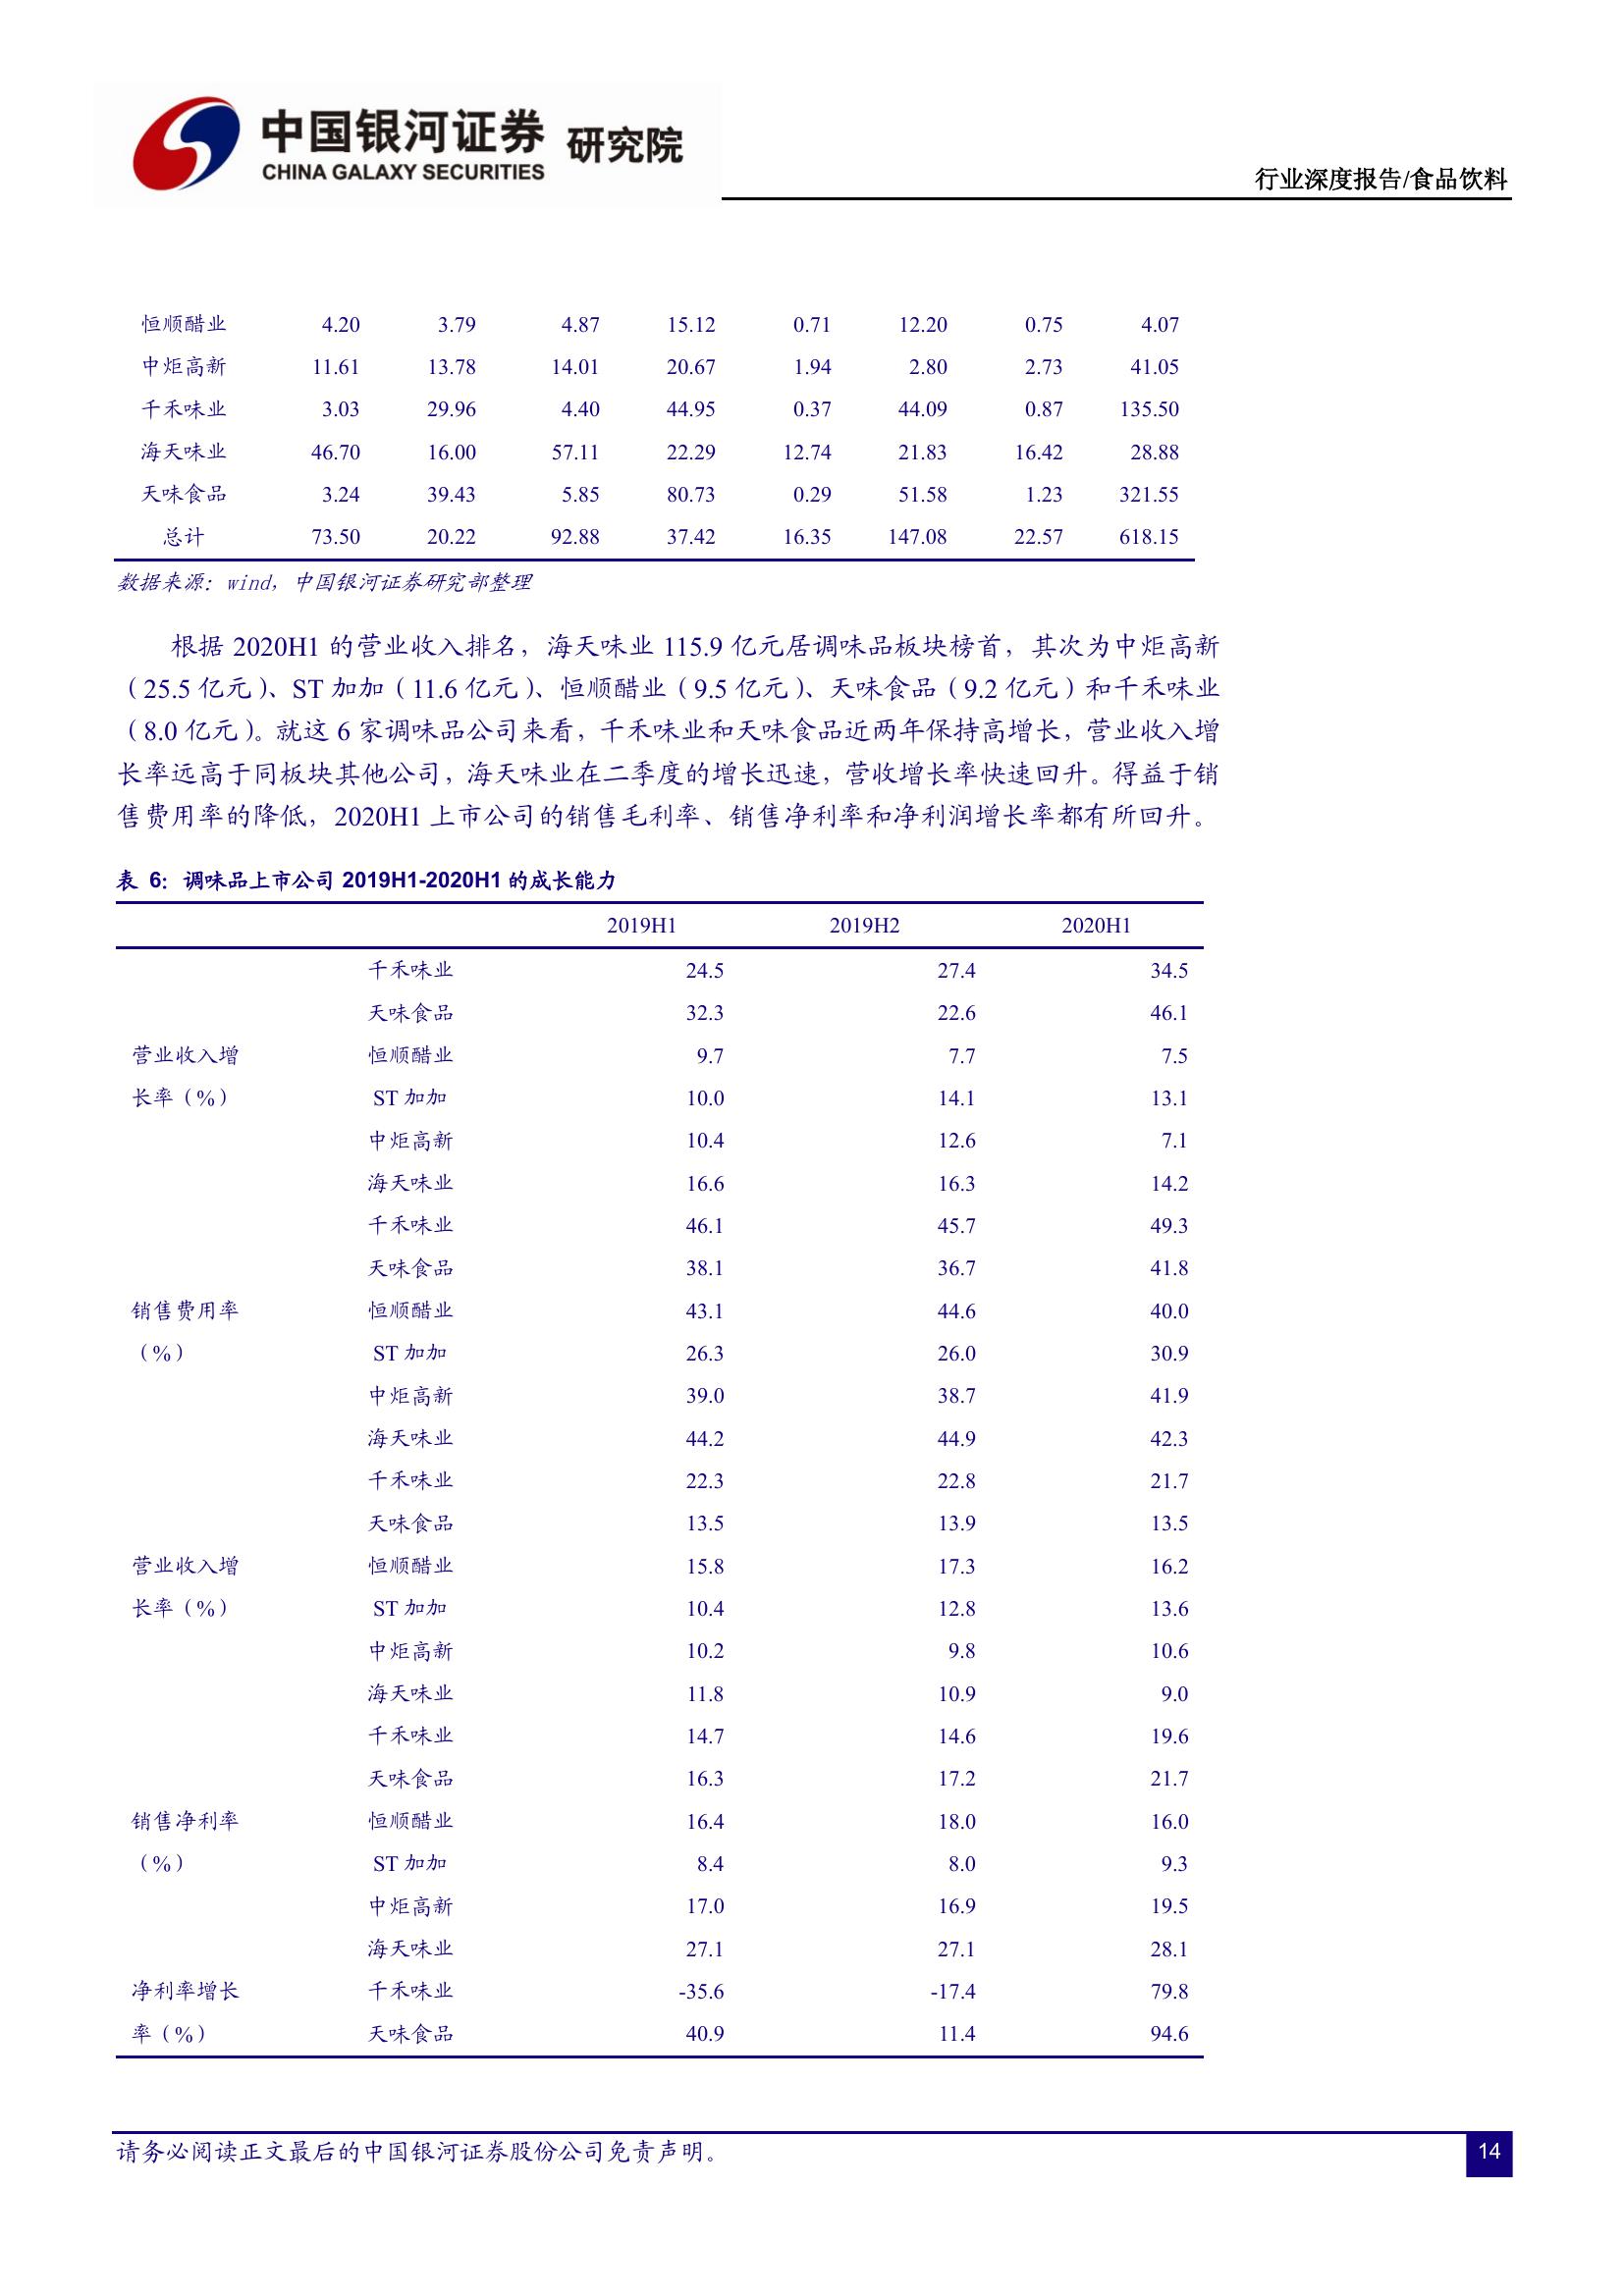 中国银河证券 研究院
CHINA GALAXY SECURITIES
行业深度报告/食品饮料
恒顺醋业 4.20 3.79 4.87 15.12 0.71 12.20 0.75 4.07
中炬高新 11.61 13.78 14.01 20.67 1.94 2.80 2.73 41.05
千禾味业 3.03 29.96 4.40 44.95 0.37 44.09 0.87 135.50
海天味业 46.70 16.00 57.11 22.29 12.74 21.83 16.42 28.88
天味食品 3.24 39.43 5.85 80.73 0.29 51.58 1.23 321.55
总计 73.50 20.22 92.88 37.42 16.35 147.08 22.57 618.15
数据来源：wind，中国银河证券研究部整理
根据 2020H1 的营业收入排名，海天味业 115.9 亿元居调味品板块榜首，其次为中炬高新
（25.5 亿元）、ST 加加（11.6 亿元）、恒顺醋业（9.5 亿元）、天味食品（9.2 亿元）和千禾味业
（8.0 亿元）。就这 6 家调味品公司来看，千禾味业和天味食品近两年保持高增长，营业收入增
长率远高于同板块其他公司，海天味业在二季度的增长迅速，营收增长率快速回升。得益于销
售费用率的降低，2020H1 上市公司的销售毛利率、销售净利率和净利润增长率都有所回升。
表 6：调味品上市公司 2019H1-2020H1 的成长能力
2019H1 2019H2 2020H1
千禾味业 24.5 27.4 34.5
天味食品 32.3 22.6 46.1
营业收入增 恒顺醋业 9.7 7.7 7.5
长率（%） ST 加加 10.0 14.1 13.1
中炬高新 10.4 12.6 7.1
海天味业 16.6 16.3 14.2
千禾味业 46.1 45.7 49.3
天味食品 38.1 36.7 41.8
销售费用率 恒顺醋业 43.1 44.6 40.0
（%） ST 加加 26.3 26.0 30.9
中炬高新 39.0 38.7 41.9
海天味业 44.2 44.9 42.3
千禾味业 22.3 22.8 21.7
天味食品 13.5 13.9 13.5
营业收入增 恒顺醋业 15.8 17.3 16.2
长率（%） ST 加加 10.4 12.8 13.6
中炬高新 10.2 9.8 10.6
海天味业 11.8 10.9 9.0
千禾味业 14.7 14.6 19.6
天味食品 16.3 17.2 21.7
销售净利率 恒顺醋业 16.4 18.0 16.0
（%） ST 加加 8.4 8.0 9.3
中炬高新 17.0 16.9 19.5
海天味业 27.1 27.1 28.1
净利率增长 千禾味业 -35.6 -17.4 79.8
率（%） 天味食品 40.9 11.4 94.6
请务必阅读正文最后的中国银河证券股份公司免责声明。 14